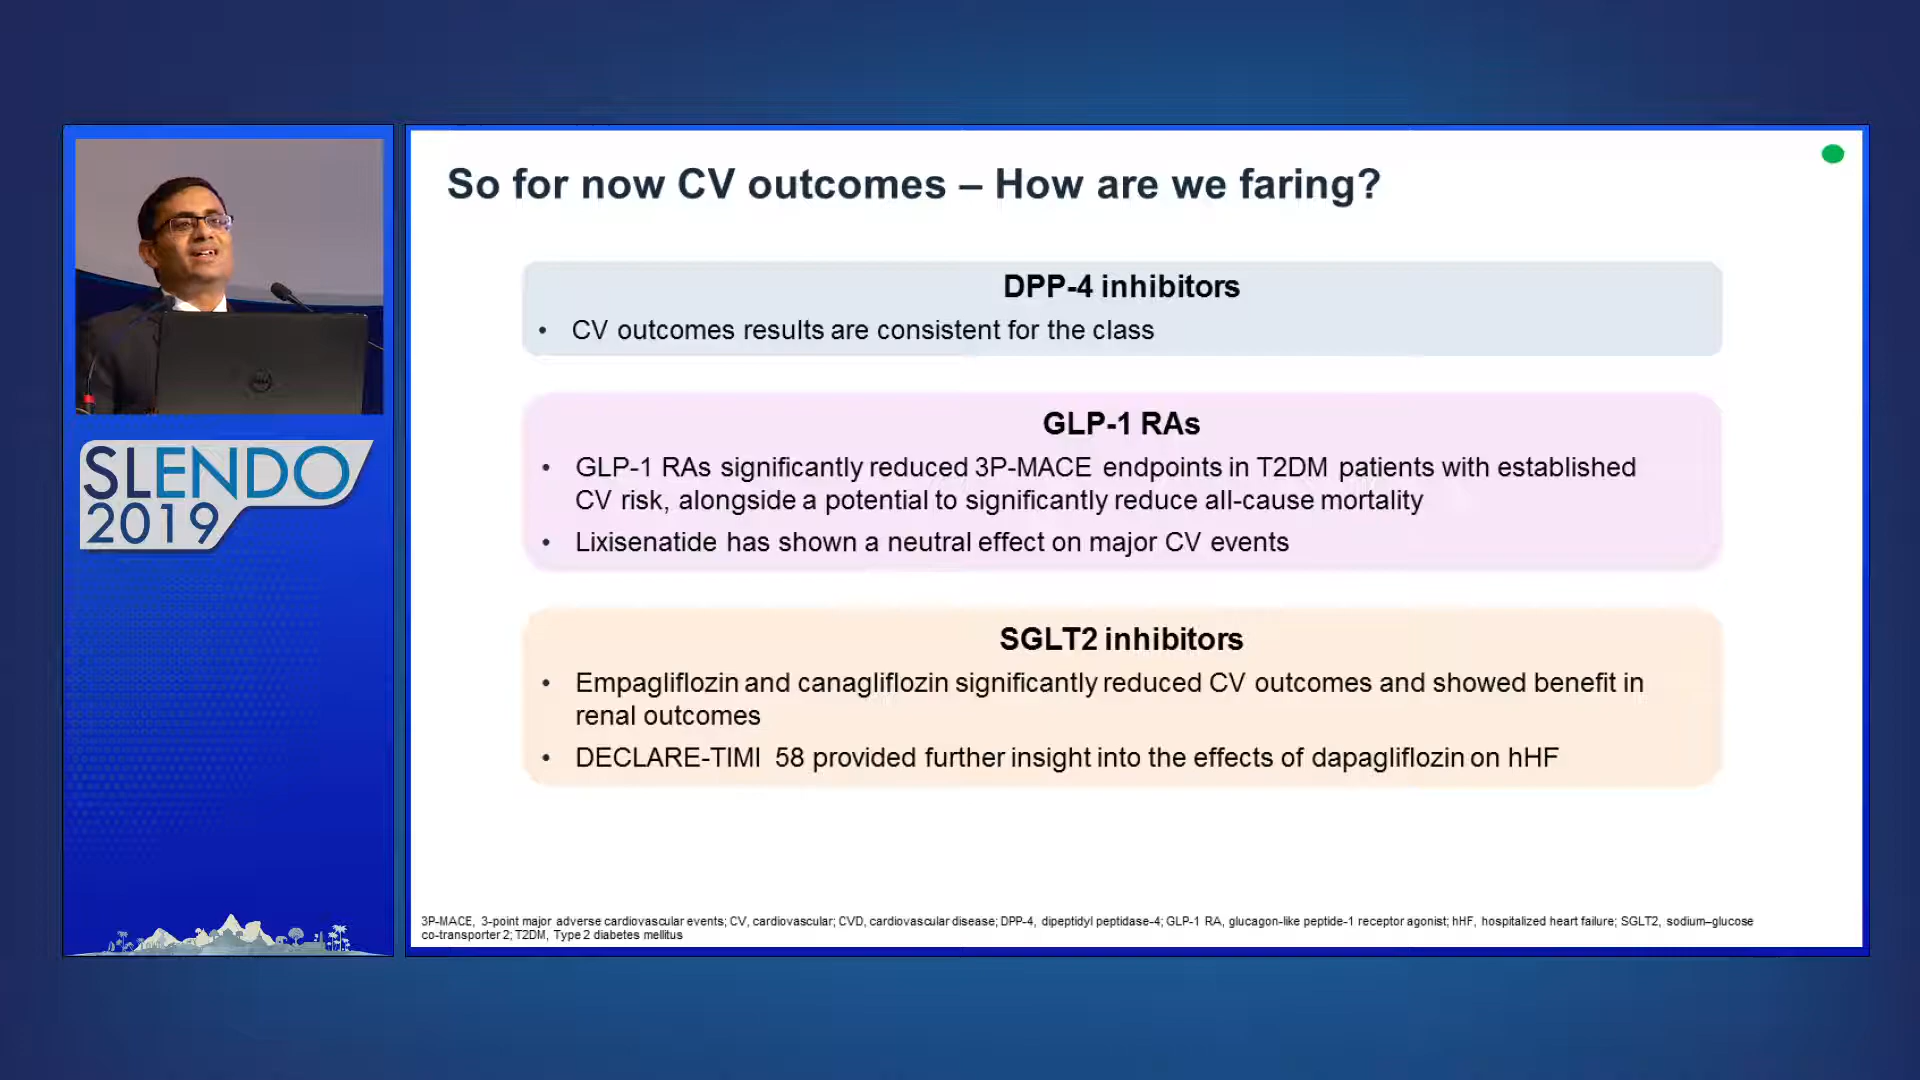 So for now CV outcomes – How are we faring?
DPP-4 inhibitors
• CV outcomes results are consistent for the class
GLP-1 RAs
• GLP-1 RAs significantly reduced 3P-MACE endpoints in T2DM patients with established
CV risk, alongside a potential to significantly reduce all-cause mortality
• Lixisenatide has shown a neutral effect on major CV events
SGLT2 inhibitors
• Empagliflozin and canagliflozin significantly reduced CV outcomes and showed benefit in
renal outcomes
• DECLARE-TIMI 58 provided further insight into the effects of dapagliflozin on hHF
3P-MACE, 3-point major adverse cardiovascular events; CV, cardiovascular; CVD, cardiovascular disease; DPP-4, dipeptidyl peptidase-4; GLP-1 RA, glucagon-like peptide-1 receptor agonist; hHF, hospitalized heart failure; SGLT2, sodium–glucose
co-transporter 2; T2DM, Type 2 diabetes mellitus
SLENDO
2019